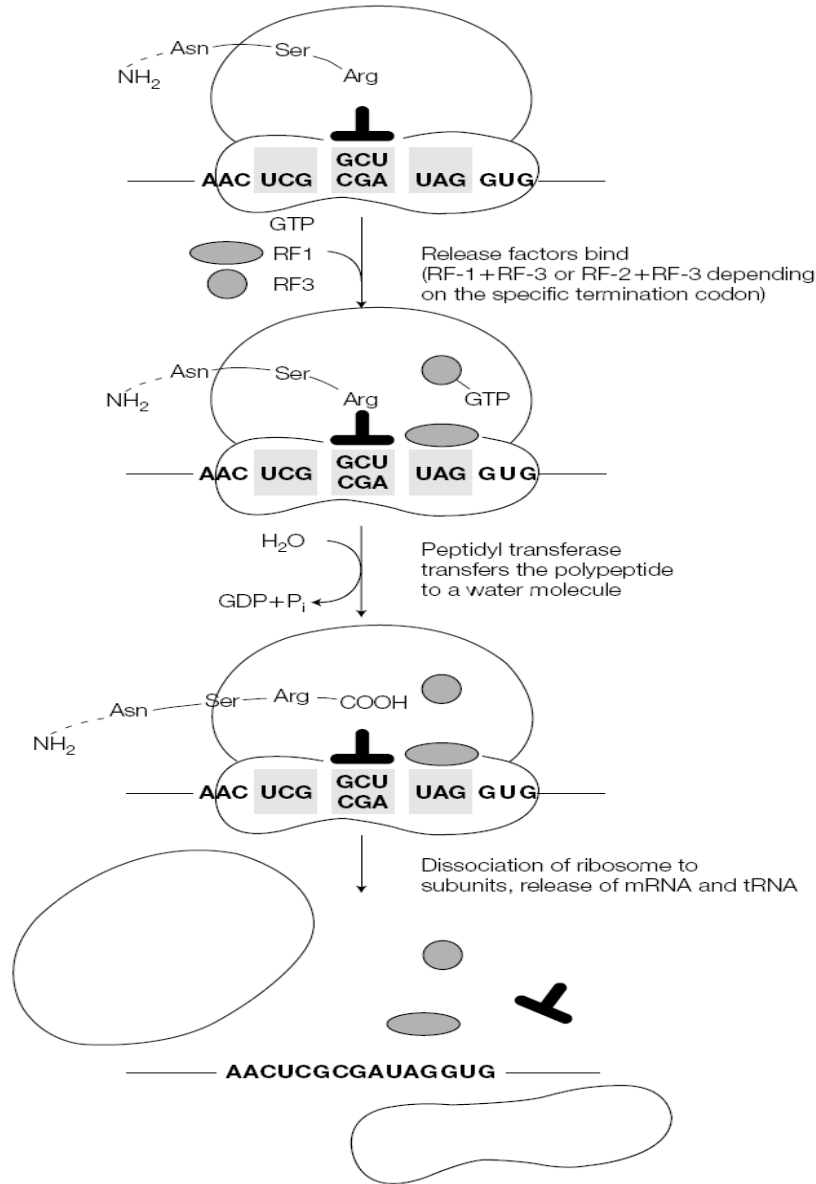 Asn Ser
NH2 Arg
GCU
AAC UCG CGA UAG GUG
GTP
RF1
RF3
Release factors bind
(RF-1+RF-3 or RF-2+RF-3 depending
on the specific termination codon)
Asn Ser
NH2 Arg GTP
GCU
AAC UCG CGA UAG GUG
H2O
GDP+Pi
Peptidyl transferase
transfers the polypeptide
to a water molecule
NH2 Asn Ser Arg COOH
GCU
AAC UCG CGA UAG GUG
Dissociation of ribosome to
subunits, release of mRNA and tRNA
AACUCGCGAUAGGUG